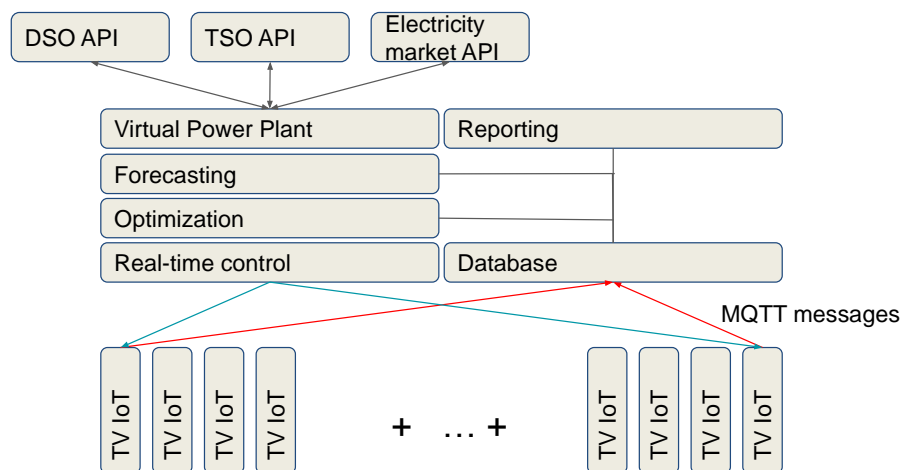 DSO API
TSO API
Electricity
market API
Virtual Power Plant
Reporting
Forecasting
Optimization
Real-time control
Database
MQTT messages
TV IoT
TV IoT
TV IoT
TV IoT
+ ... +
TV IoT
TV IoT
TV IoT
TV IoT